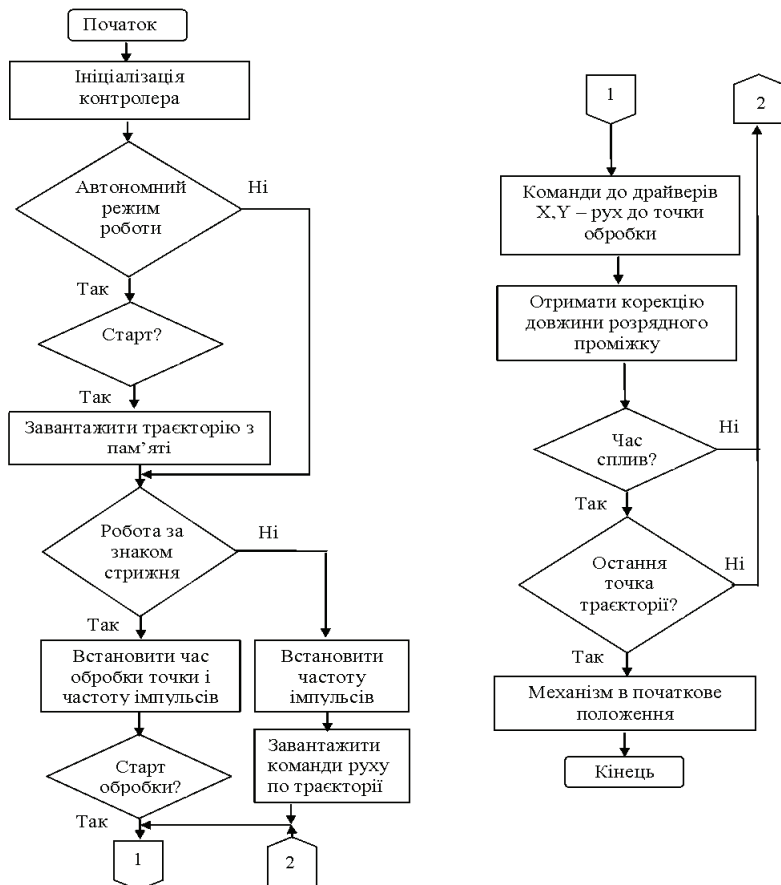 Початок
Ініціалізація
контролера
Автономний
режим
роботи
Ні
Так
Старт?
Так
Завантажити траєкторію з
пам’яті
Робота за
знаком
стрижня
Ні
Так
Встановити час
обробки точки і
частоту імпульсів
Встановити
частоту
імпульсів
Старт
обробки?
Завантажити
команди руху
по траєкторії
Так
1
2
1
2
Команди до драйверів
X,Y – рух до точки
обробки
Отримати корекцію
довжини розрядного
проміжку
Час
сплив?
Ні
Так
Остання
точка
траєкторії?
Ні
Так
Механізм в початкове
положення
Кінець